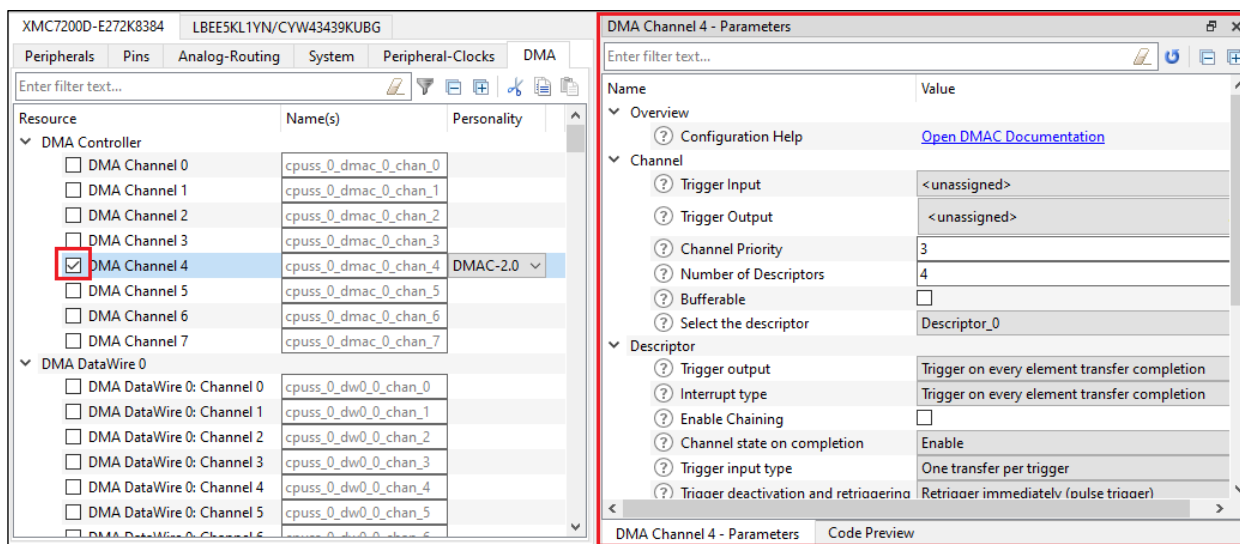 XMC7200D-E272K8384 LBEE5KL1YN/CYW43439KUBG
Peripherals Pins Analog-Routing System Peripheral-Clocks DMA
Enter filter text...
Resource Name(s) Personality
DMA Controller
DMA Channel 0 cpuss_0_dmac_0_chan_0
DMA Channel 1 cpuss_0_dmac_0_chan_1
DMA Channel 2 cpuss_0_dmac_0_chan_2
DMA Channel 3 cpuss_0_dmac_0_chan_3
DMA Channel 4 cpuss_0_dmac_0_chan_4 DMAC-2.0
DMA Channel 5 cpuss_0_dmac_0_chan_5
DMA Channel 6 cpuss_0_dmac_0_chan_6
DMA Channel 7 cpuss_0_dmac_0_chan_7
DMA DataWire 0
DMA DataWire 0: Channel 0 cpuss_0_dw0_0_chan_0
DMA DataWire 0: Channel 1 cpuss_0_dw0_0_chan_1
DMA DataWire 0: Channel 2 cpuss_0_dw0_0_chan_2
DMA DataWire 0: Channel 3 cpuss_0_dw0_0_chan_3
DMA DataWire 0: Channel 4 cpuss_0_dw0_0_chan_4
DMA DataWire 0: Channel 5 cpuss_0_dw0_0_chan_5
DMA DataWire 0: Channel 6 cpuss_0_dw0_0_chan_6
DMA Channel 4 - Parameters
Enter filter text...
Name Value
Overview
Configuration Help Open DMAC Documentation
Channel
Trigger Input <unassigned>
Trigger Output <unassigned>
Channel Priority 3
Number of Descriptors 4
Bufferable
Select the descriptor Descriptor_0
Descriptor
Trigger output Trigger on every element transfer completion
Interrupt type Trigger on every element transfer completion
Enable Chaining
Channel state on completion Enable
Trigger input type One transfer per trigger
Trigger deactivation and retriggering Retrigger immediately (pulse trigger)
DMA Channel 4 - Parameters Code Preview